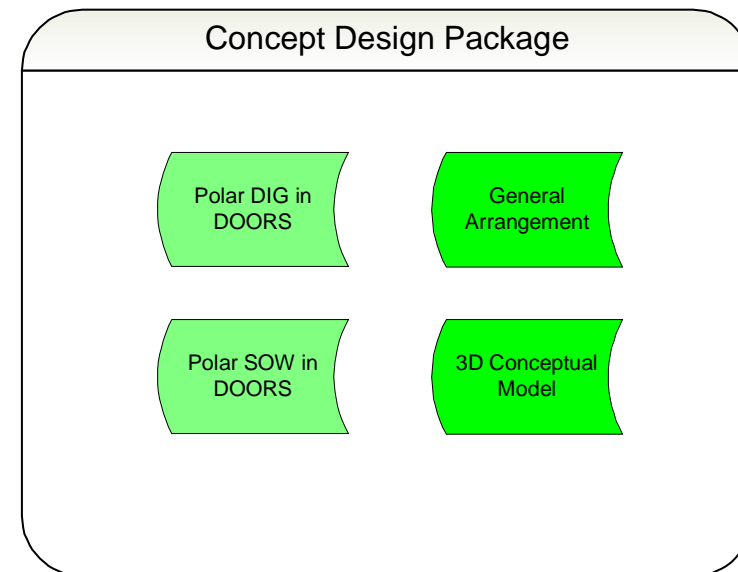 Concept Design Package
Polar DIG in
DOORS
General
Arrangement
Polar SOW in
DOORS
3D Conceptual
Model